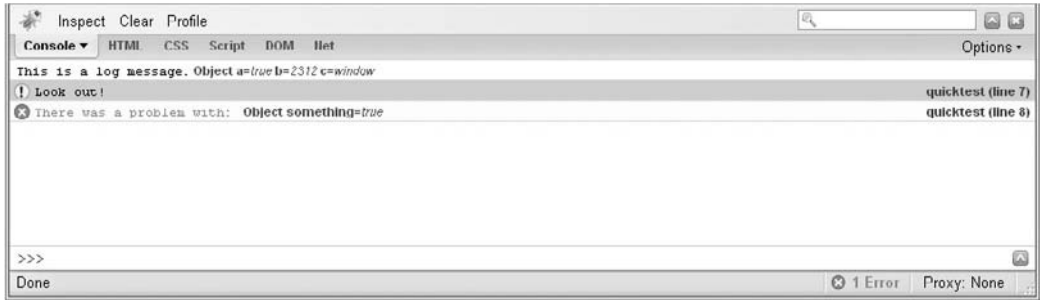 Inspect Clear Profile
Console ▾ HTML CSS Script DOM Net Options ▾
This is a log message. Object a=true b=2312 c=window
Look out! quicktest (line 7)
There was a problem with: Object something=true quicktest (line 8)
>>>
Done 1 Error Proxy: None